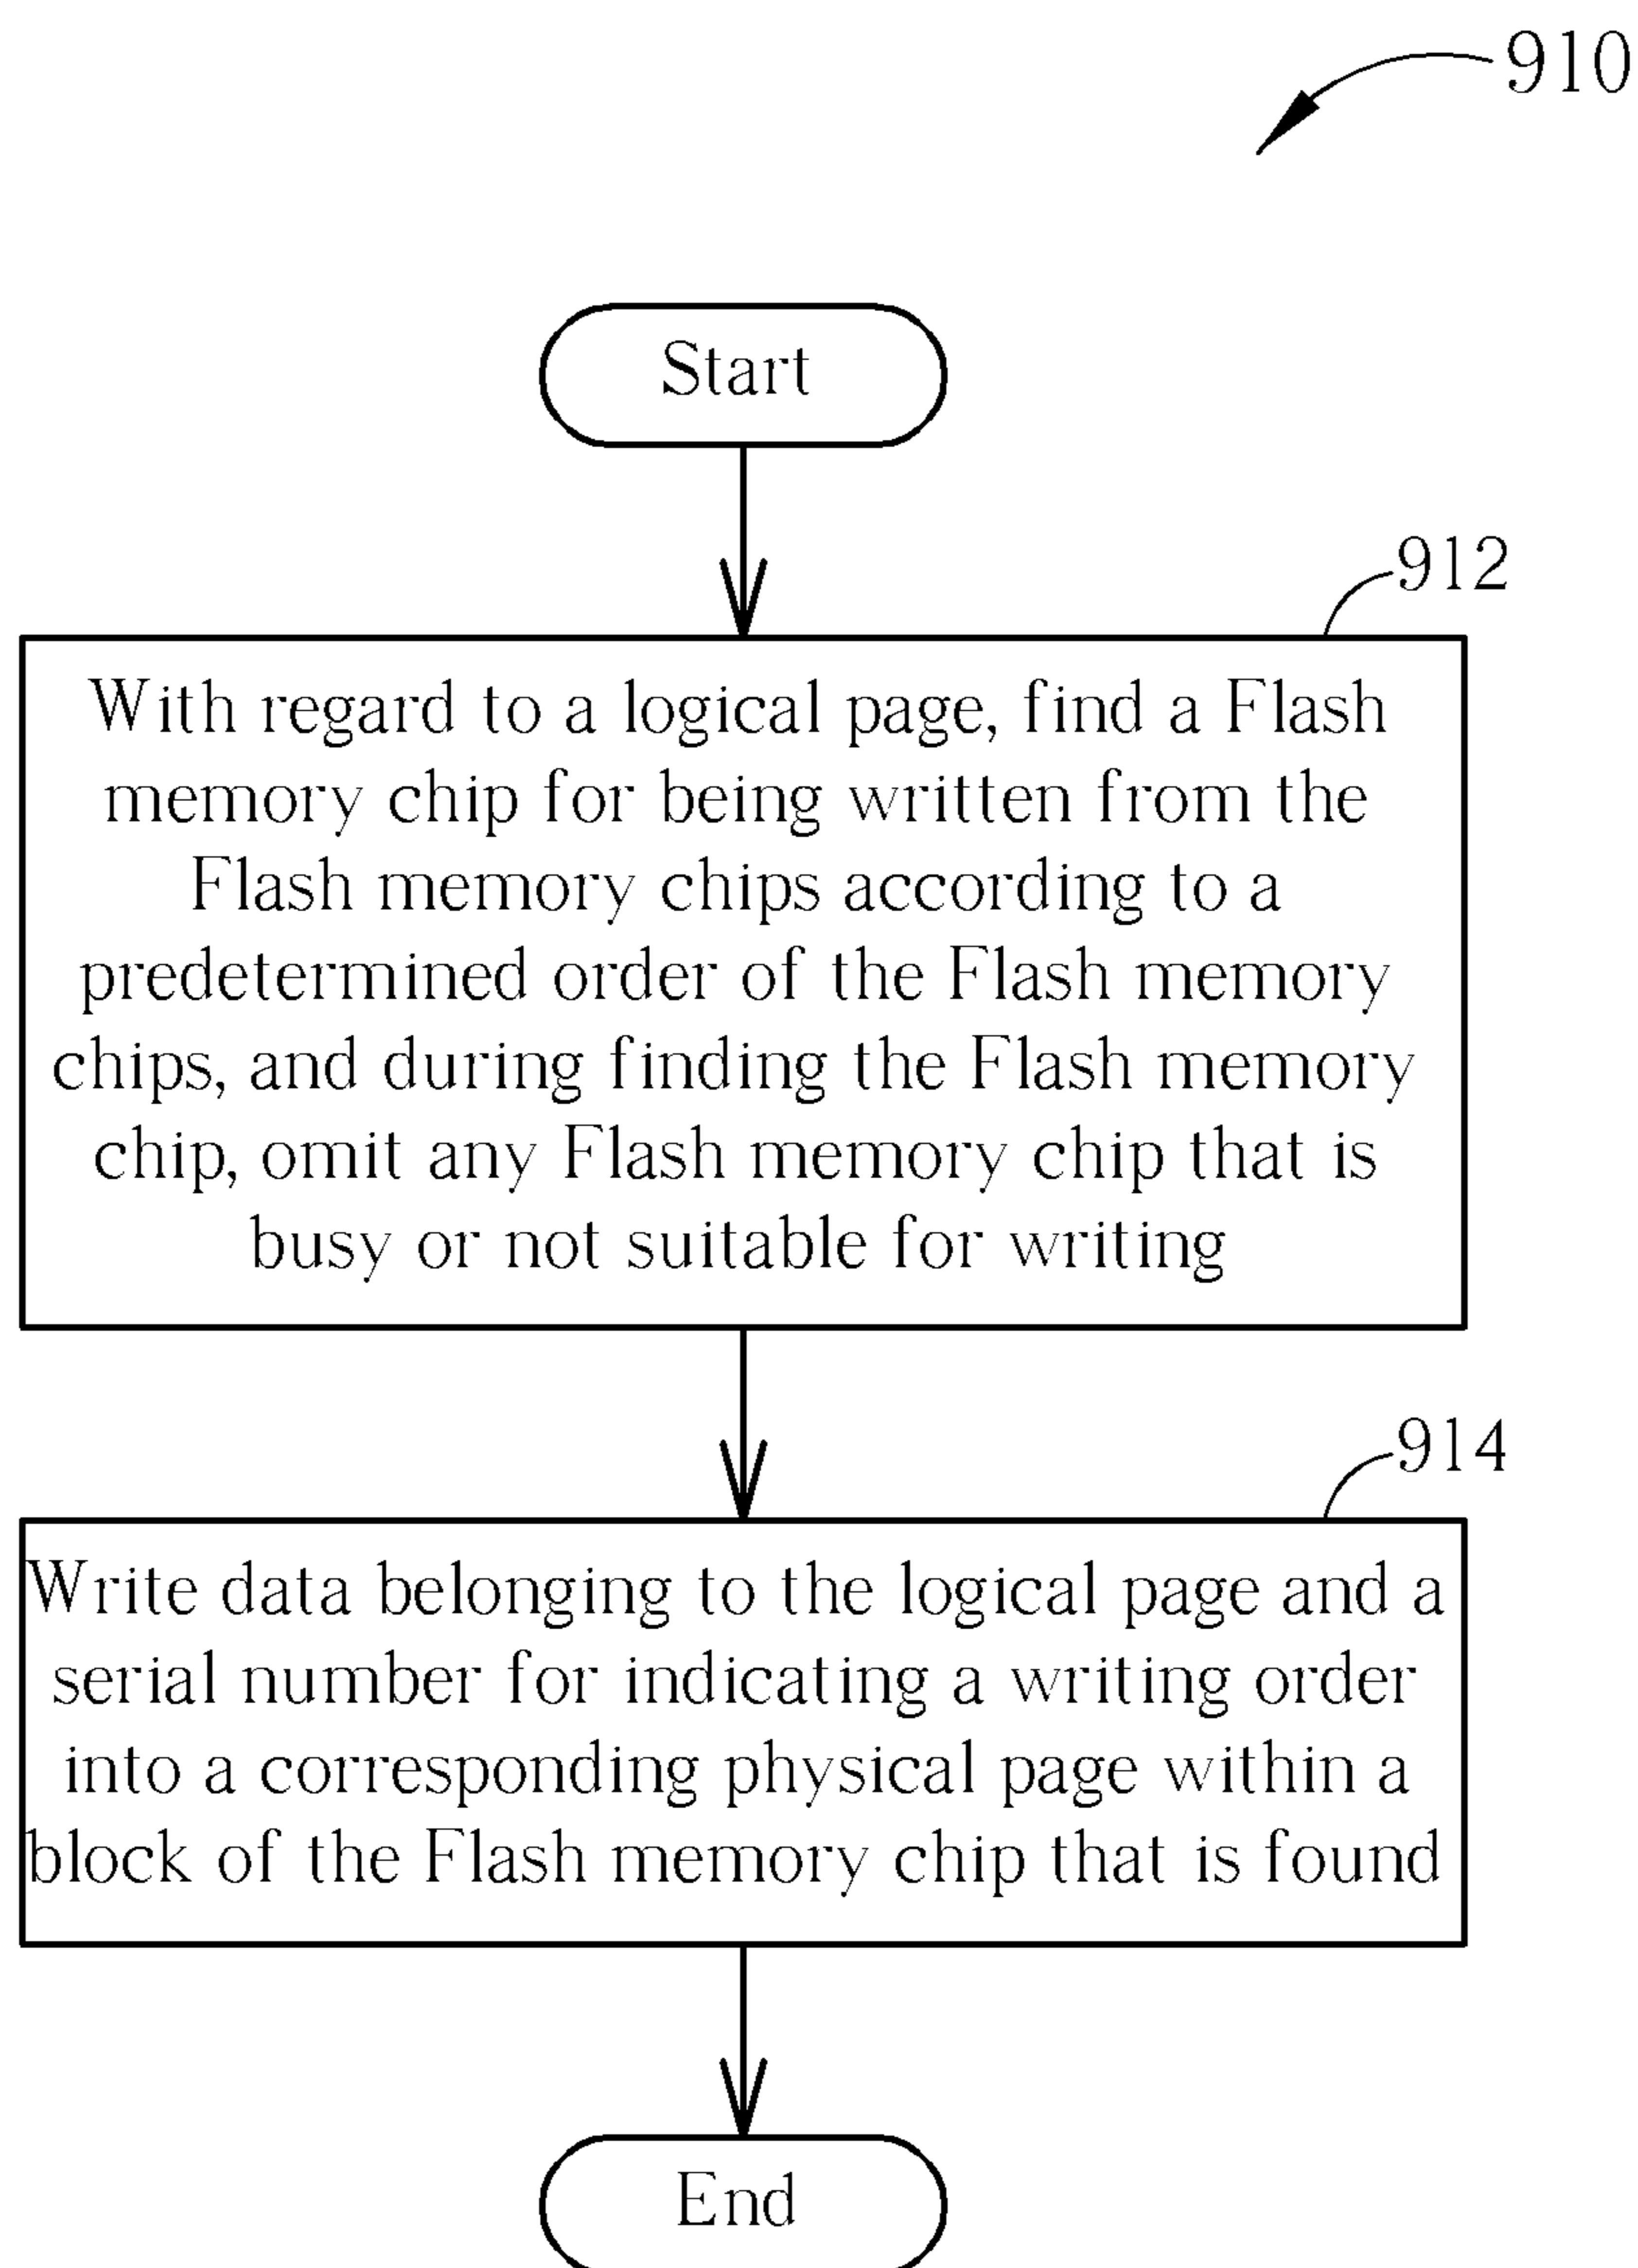 910
Start
912
With regard to a logical page, find a Flash
memory chip for being written from the
Flash memory chips according to a
predetermined order of the Flash memory
chips, and during finding the Flash memory
chip, omit any Flash memory chip that is
busy or not suitable for writing
914
Write data belonging to the logical page and a
serial number for indicating a writing order
into a corresponding physical page within a
block of the Flash memory chip that is found
End